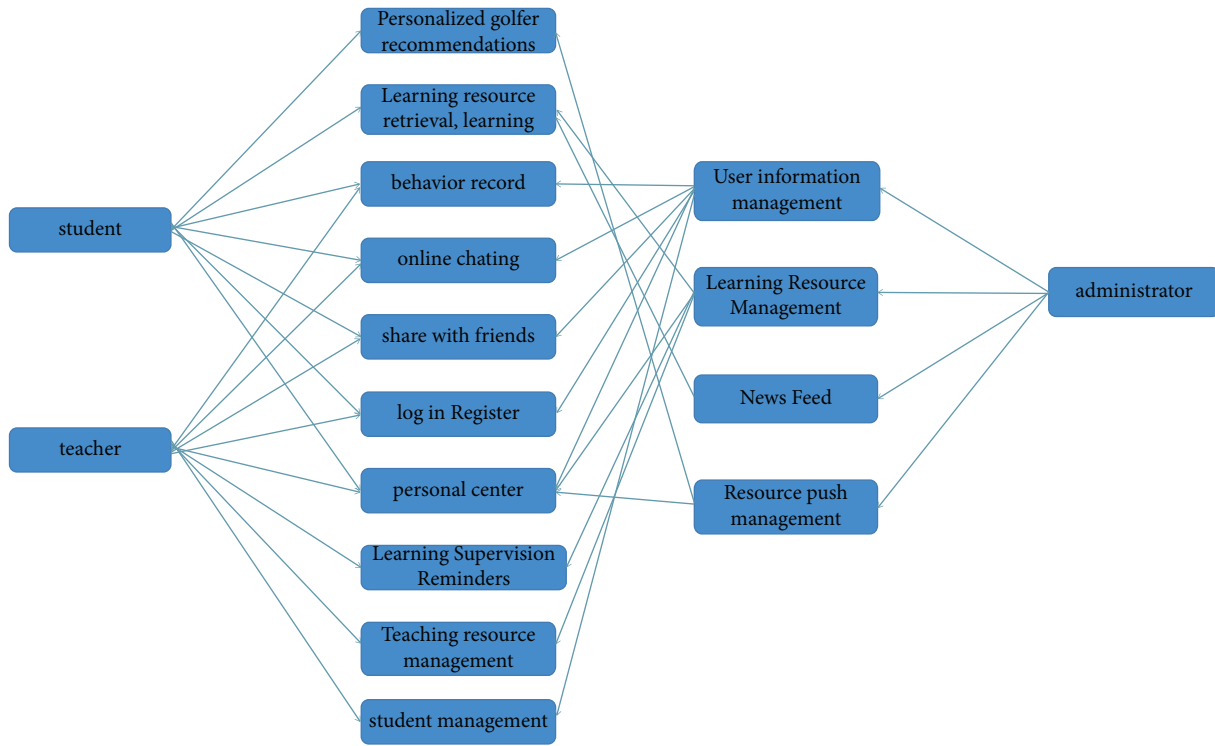 student
teacher
Personalized golfer
recommendations
Learning resource
retrieval, learning
behavior record
online chating
share with friends
log in Register
personal center
Learning Supervision
Reminders
Teaching resource
management
student management
User information
management
Learning Resource
Management
News Feed
Resource push
management
administrator